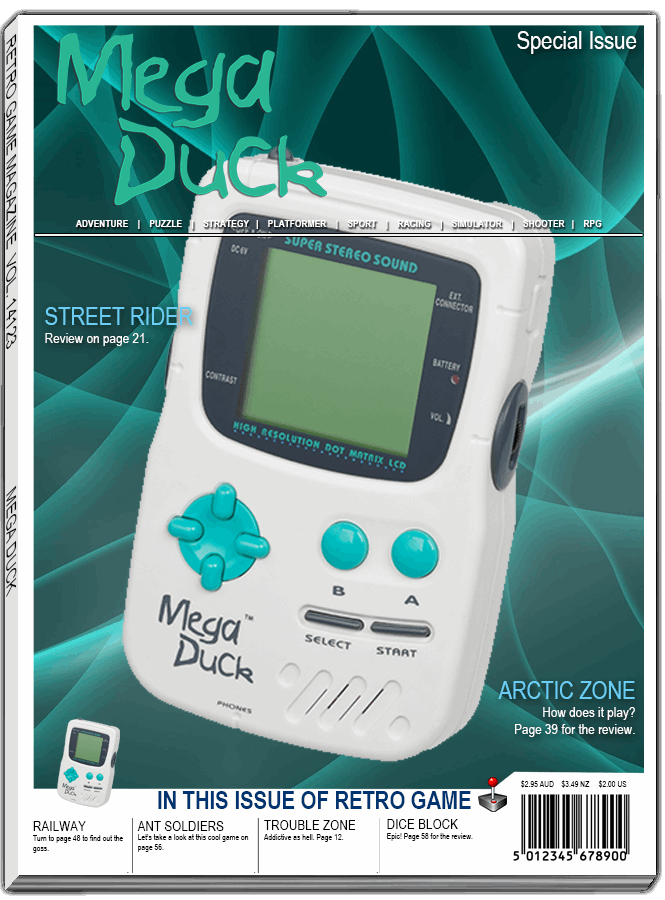 Special Issue
Mega
Duck
ADVENTURE | PUZZLE | STRATEGY | PLATFORMER | SPORT | RACING | SIMULATOR | SHOOTER | RPG
DC 6V
SUPER STEREO SOUND
EXT.
CONNECTOR
STREET RIDER
Review on page 21.
BATTERY
CONTRAST
VOL.
HIGH RESOLUTION DOT MATRIX LCD
B
A
SELECT
START
Mega™
Duck
PHONES
ARCTIC ZONE
How does it play?
Page 39 for the review.
IN THIS ISSUE OF RETRO GAME
RAILWAY
Turn to page 48 to find out the
goss.
ANT SOLDIERS
Let's take a look at this cool game on
page 56.
TROUBLE ZONE
Addictive as hell. Page 12.
DICE BLOCK
Epic! Page 58 for the review.
$2.95 AUD $3.49 NZ $2.00 US
5 012345 678900
Mega
Duck
RETRO GAME MAGAZINE VOL. 14123
MEGA DUCK